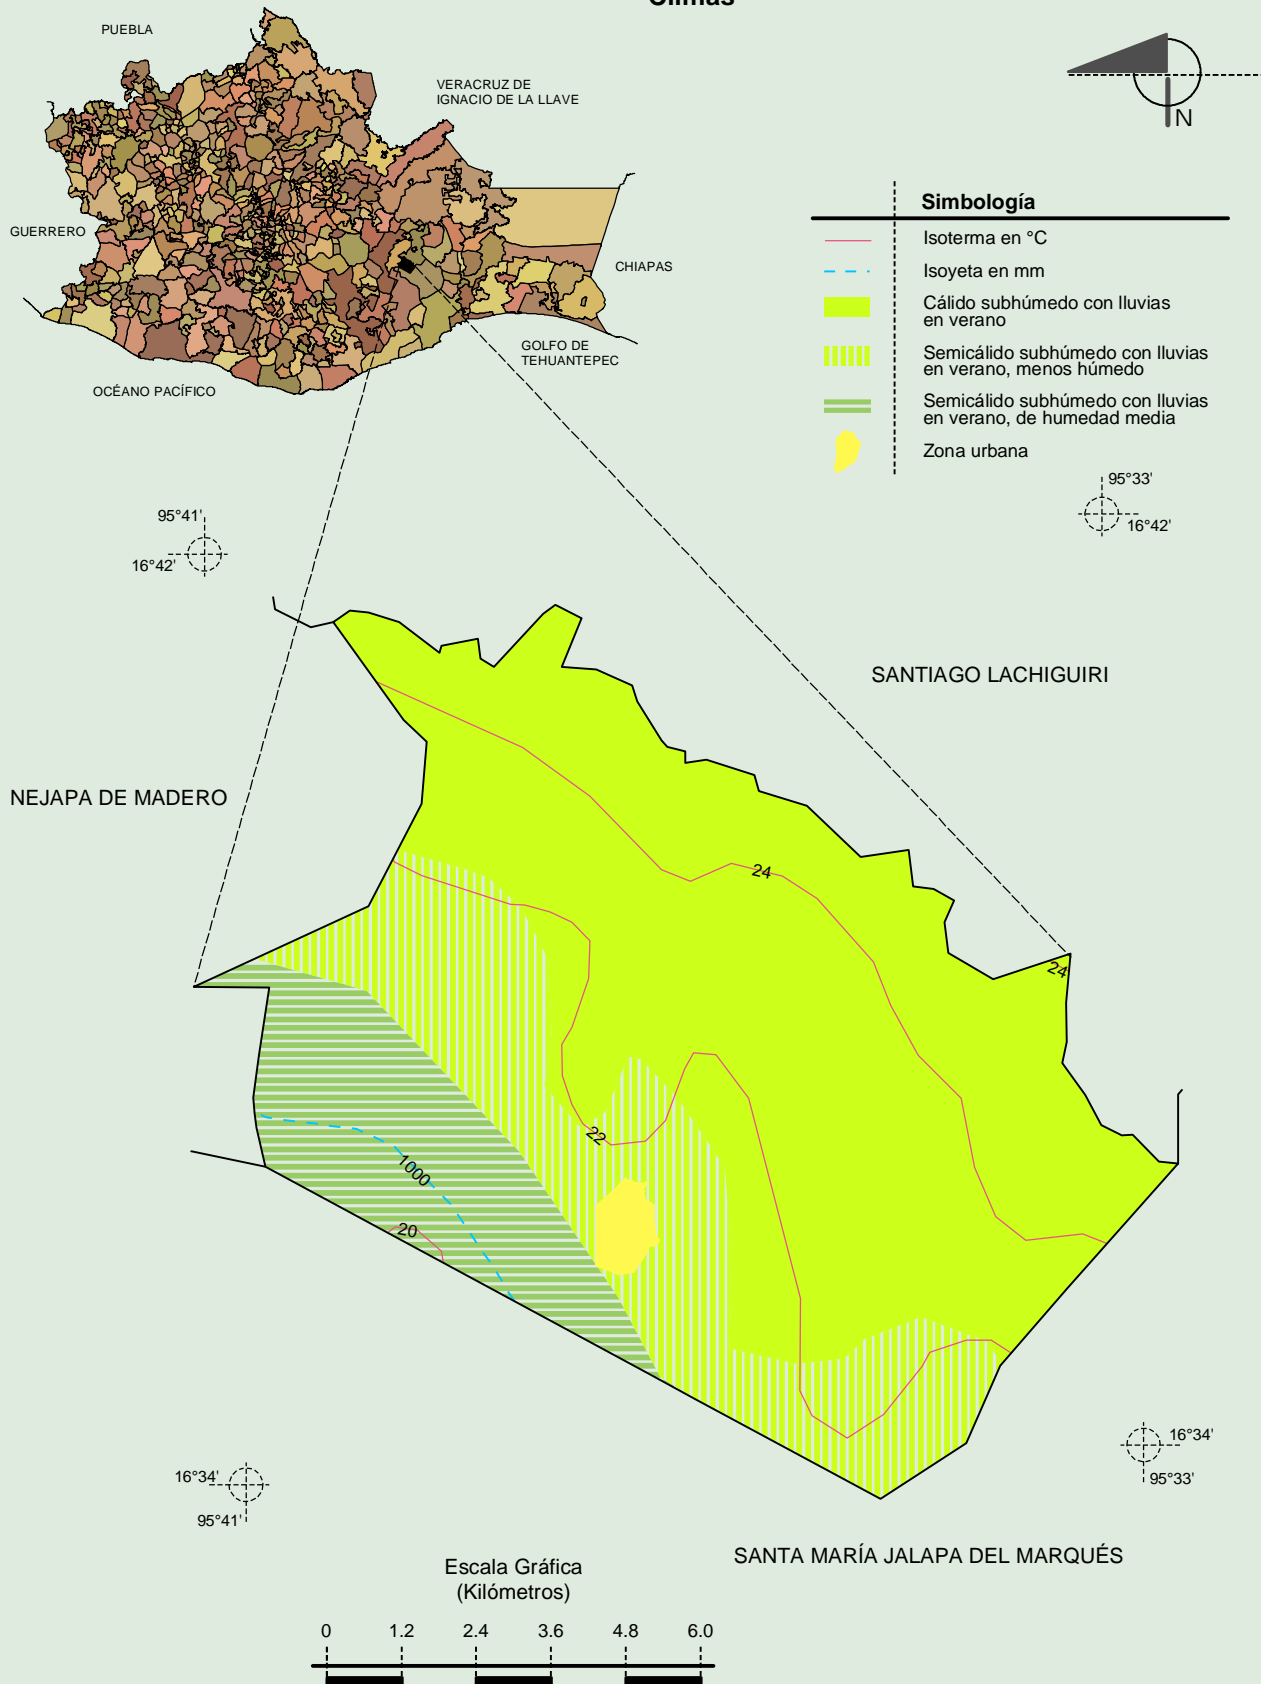 Climas
PUEBLA
VERACRUZ DE
IGNACIO DE LA LLAVE
GUERRERO
CHIAPAS
GOLFO DE
TEHUANTEPEC
OCÉANO PACÍFICO
N
Simbología
Isoterma en °C
Isoyeta en mm
Cálido subhúmedo con lluvias
en verano
Semicálido subhúmedo con lluvias
en verano, menos húmedo
Semicálido subhúmedo con lluvias
en verano, de humedad media
Zona urbana
95°41'
16°42'
95°33'
16°42'
SANTIAGO LACHIGUIRI
NEJAPA DE MADERO
24
24
22
1000
20
16°34'
95°41'
16°34'
95°33'
SANTA MARÍA JALAPA DEL MARQUÉS
Escala Gráfica
(Kilómetros)
0 1.2 2.4 3.6 4.8 6.0